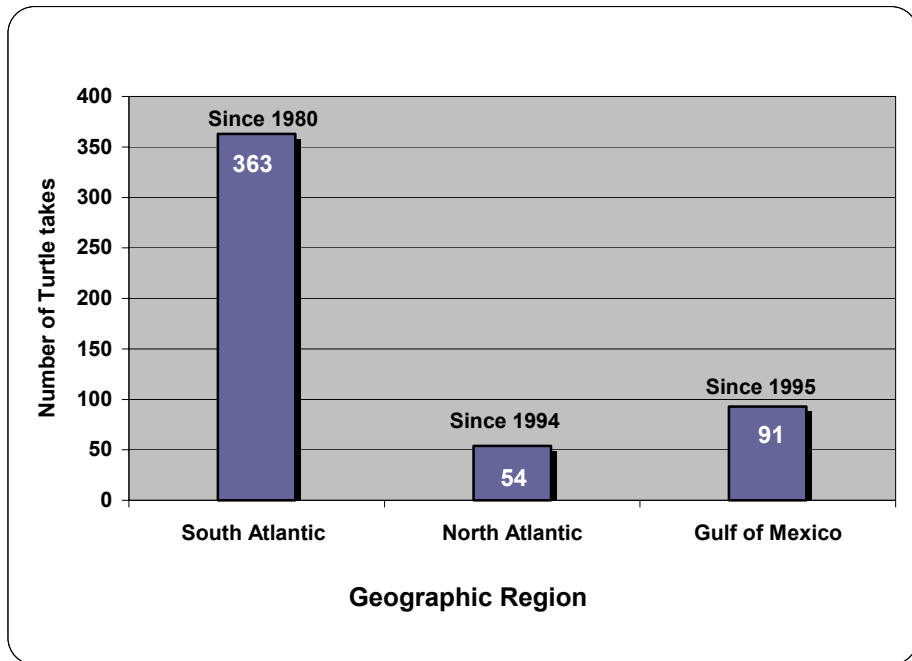 Number of Turtle takes
400
350
300
250
200
150
100
50
0
Since 1980
363
Since 1994
54
Since 1995
91
South Atlantic
North Atlantic
Gulf of Mexico
Geographic Region